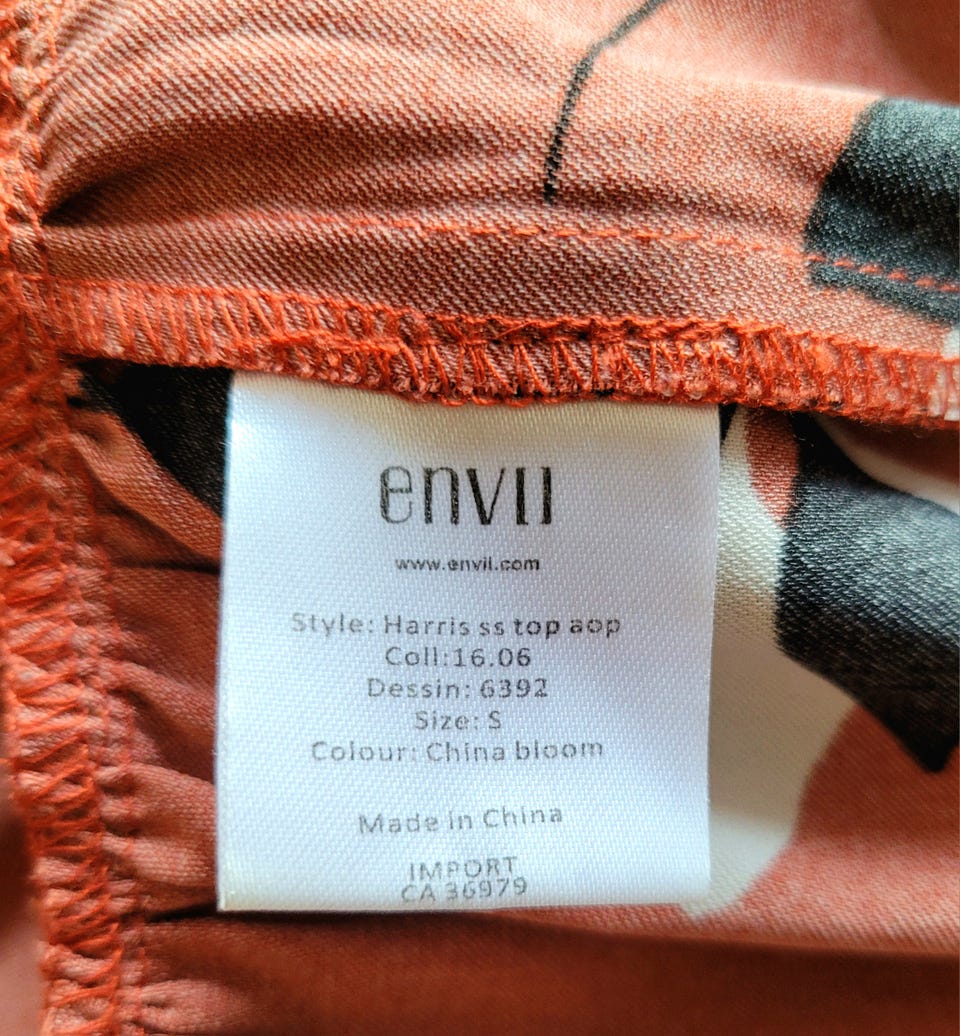 envii
www.envii.com
Style: Harris ss top aop
Coll:16.06
Dessin: 6392
Size: S
Colour: China bloom
Made in China
IMPORT
CA 36979